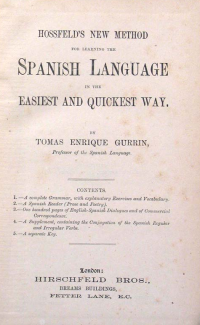 HOSSFELD'S NEW METHOD
FOR LEARNING THE
SPANISH LANGUAGE
IN THE
EASIEST AND QUICKEST WAY.
BY
TOMAS ENRIQUE GURRIN,
Professor of the Spanish Language.
CONTENTS.
1.—A complete Grammar, with explanatory Exercises and Vocabulary.
2.—A Spanish Reader (Prose and Poetry).
3.—One hundred pages of English-Spanish Dialogues and of Commercial
Correspondence.
4.—A Supplement, containing the Conjugation of the Spanish Regular
and Irregular Verbs.
5.—A separate Key.
London:
HIRSCHFELD BROS.,
BREAMS BUILDINGS,
FETTER LANE, E.C.